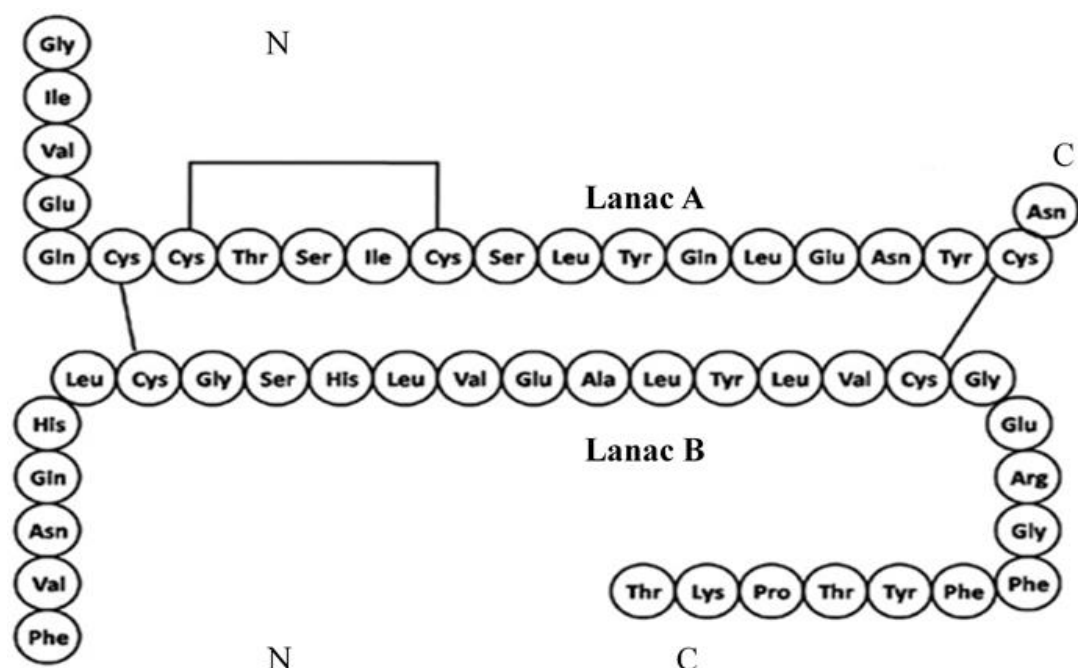 Gly N
Ile
Val
Glu
Lanac A
C
Asn
Gln Cys Cys Thr Ser Ile Cys Ser Leu Tyr Gln Leu Glu Asn Tyr Cys
Leu Cys Gly Ser His Leu Val Glu Ala Leu Tyr Leu Val Cys Gly
His Glu
Lanac B
Gln Arg
Asn Gly
Val Thr Lys Pro Thr Tyr Phe Phe
Phe
N C